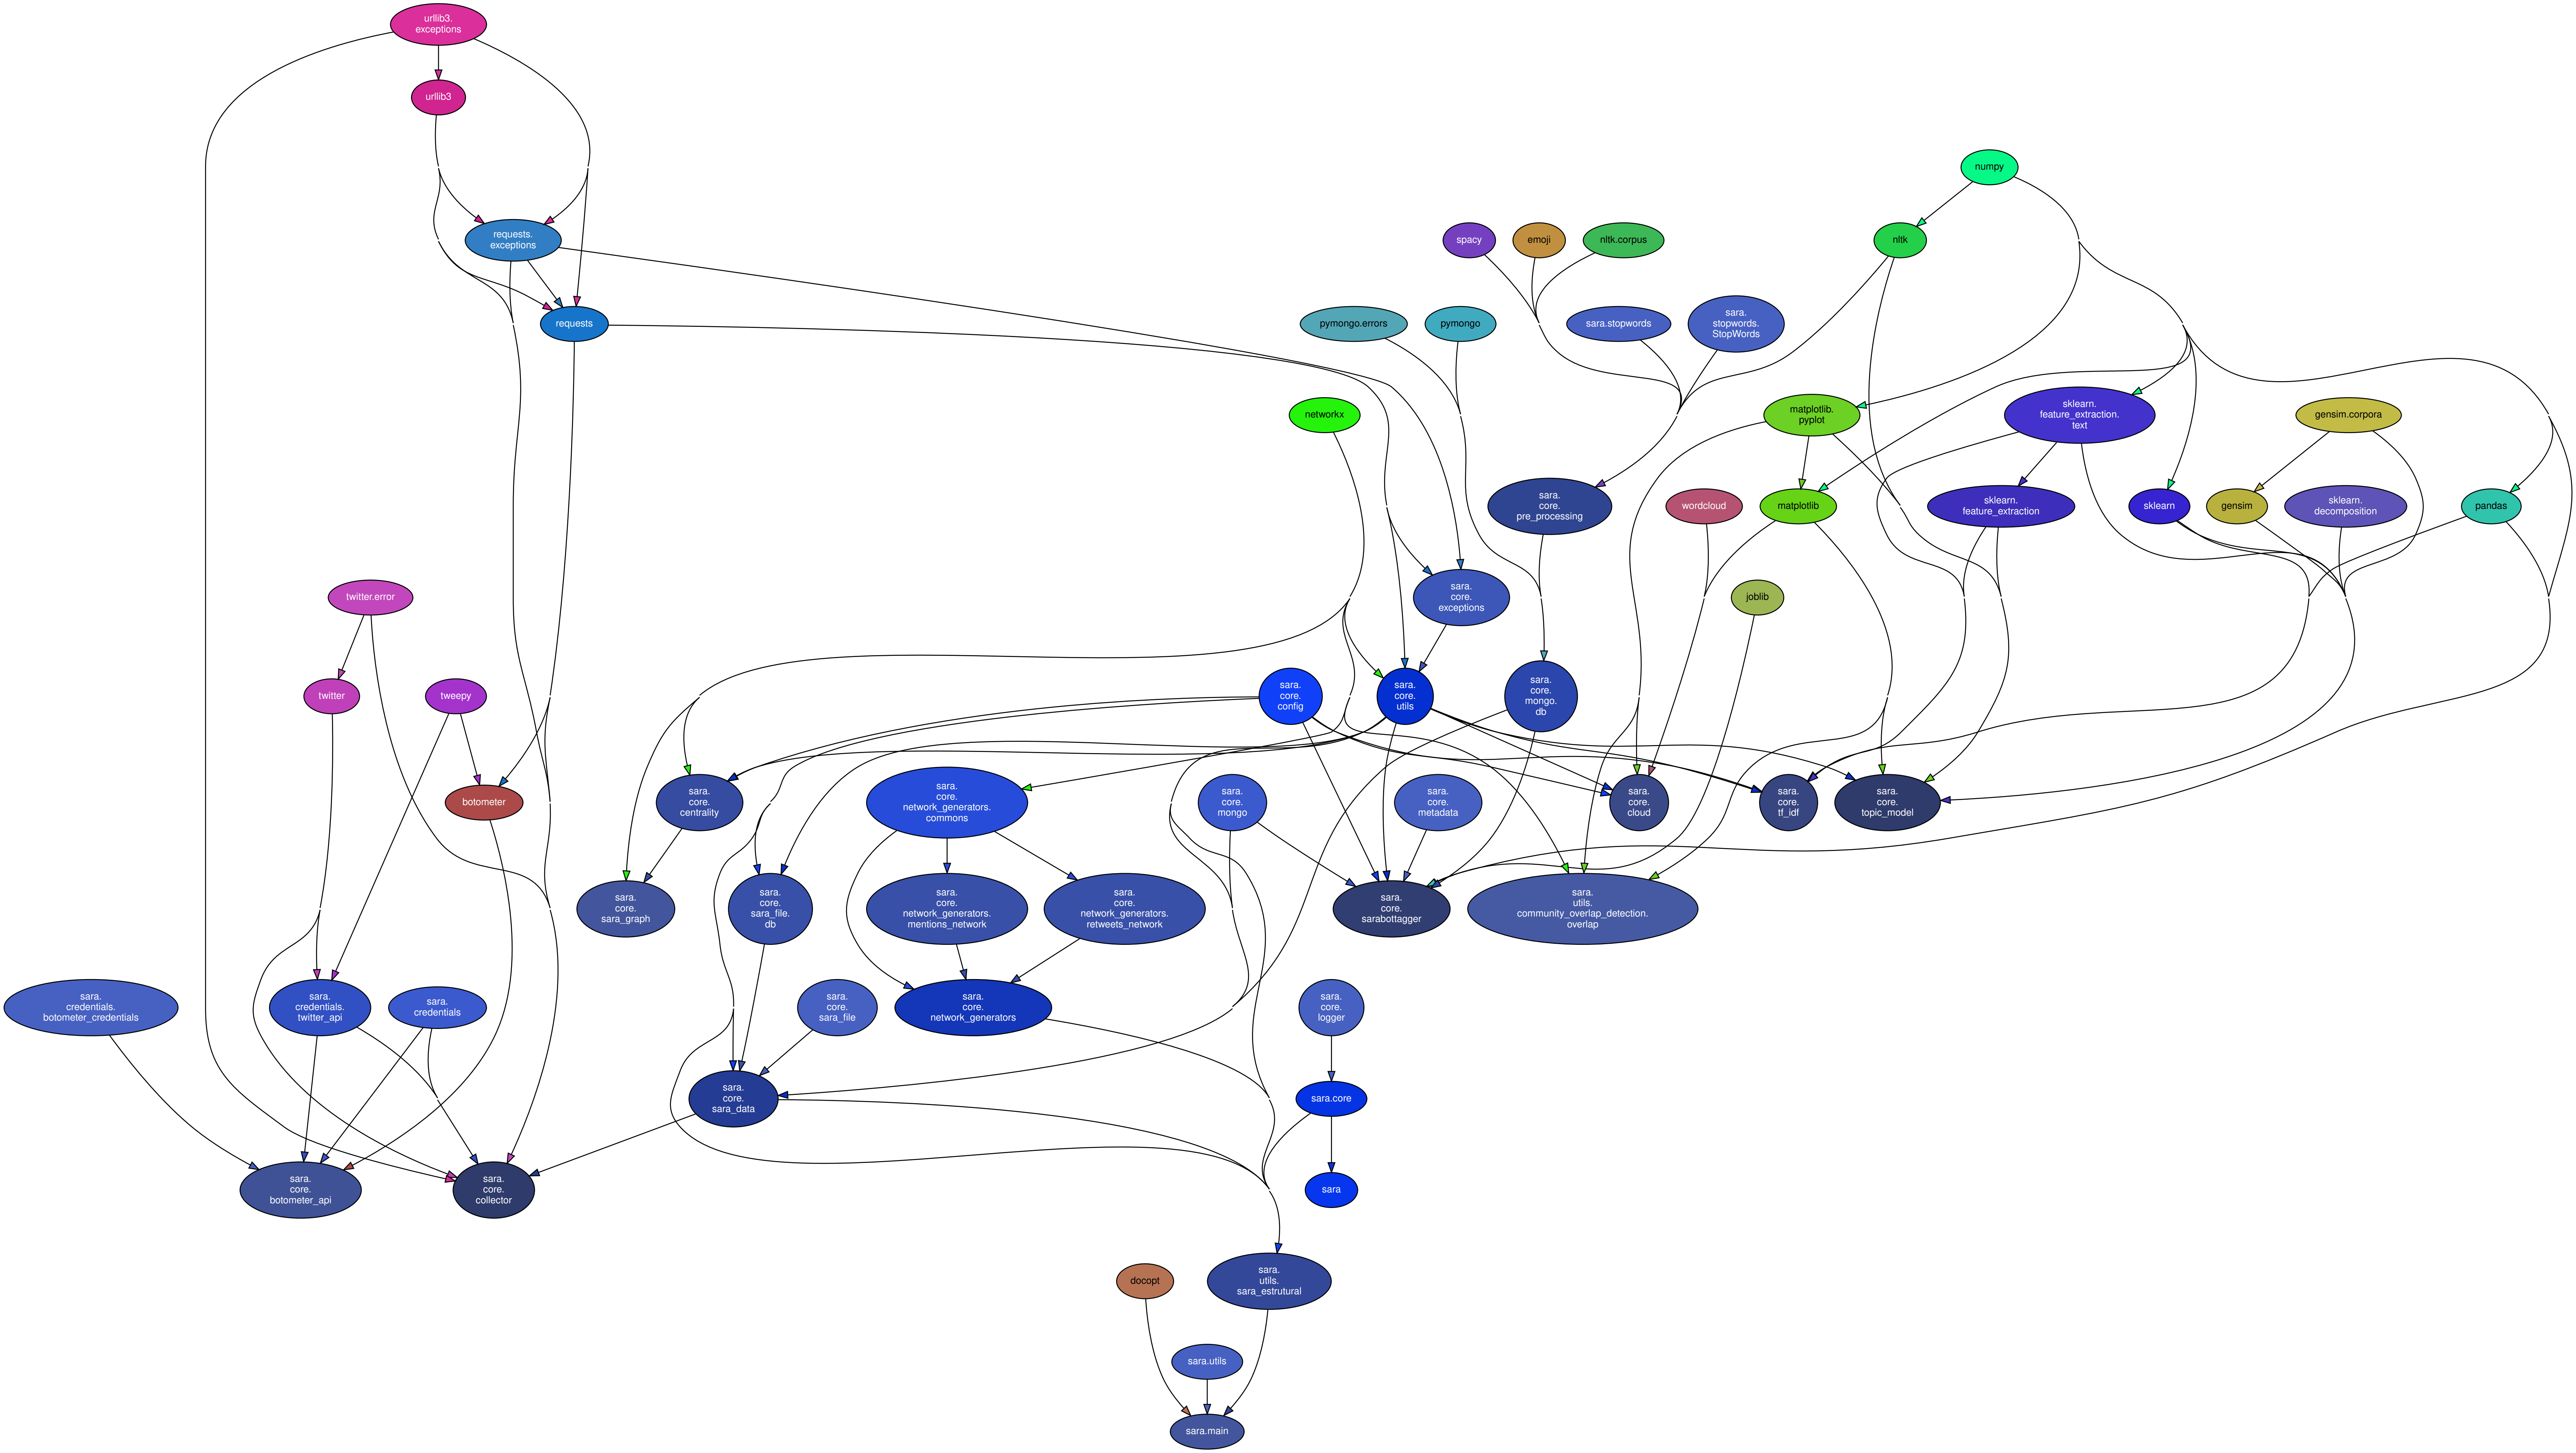 urllib3.
exceptions
urllib3
numpy
requests.
exceptions
spacy
emoji
nltk.corpus
nltk
requests
pymongo.errors
pymongo
sara.stopwords
sara.
stopwords.
StopWords
networkx
matplotlib.
pyplot
sklearn.
feature_extraction.
text
gensim.corpora
sara.
core.
pre_processing
wordcloud
matplotlib
sklearn.
feature_extraction
sklearn
gensim
sklearn.
decomposition
pandas
twitter.error
sara.
core.
exceptions
joblib
twitter
tweepy
sara.
core.
config
sara.
core.
utils
sara.
core.
mongo.
db
botometer
sara.
core.
centrality
sara.
core.
network_generators.
commons
sara.
core.
mongo
sara.
core.
metadata
sara.
core.
cloud
sara.
core.
tf_idf
sara.
core.
topic_model
sara.
core.
sara_graph
sara.
core.
sara_file.
db
sara.
core.
network_generators.
mentions_network
sara.
core.
network_generators.
retweets_network
sara.
core.
sarabottagger
sara.
utils.
community_overlap_detection.
overlap
sara.
credentials.
botometer_credentials
sara.
credentials.
twitter_api
sara.
credentials
sara.
core.
sara_file
sara.
core.
network_generators
sara.
core.
logger
sara.
core.
sara_data
sara.core
sara.
core.
botometer_api
sara.
core.
collector
sara
docopt
sara.
utils.
sara_estrutural
sara.utils
sara.main